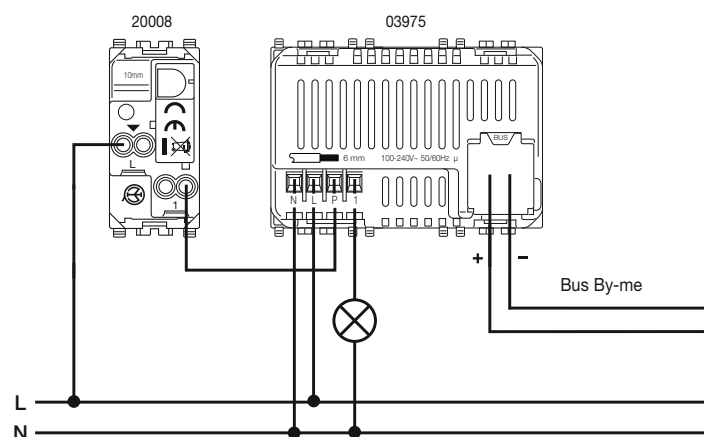 20008
03975
10mm
L
1
BUS
6 mm
100-240V~ 50/60Hz µ
N L P 1
+
−
Bus By-me
L
N